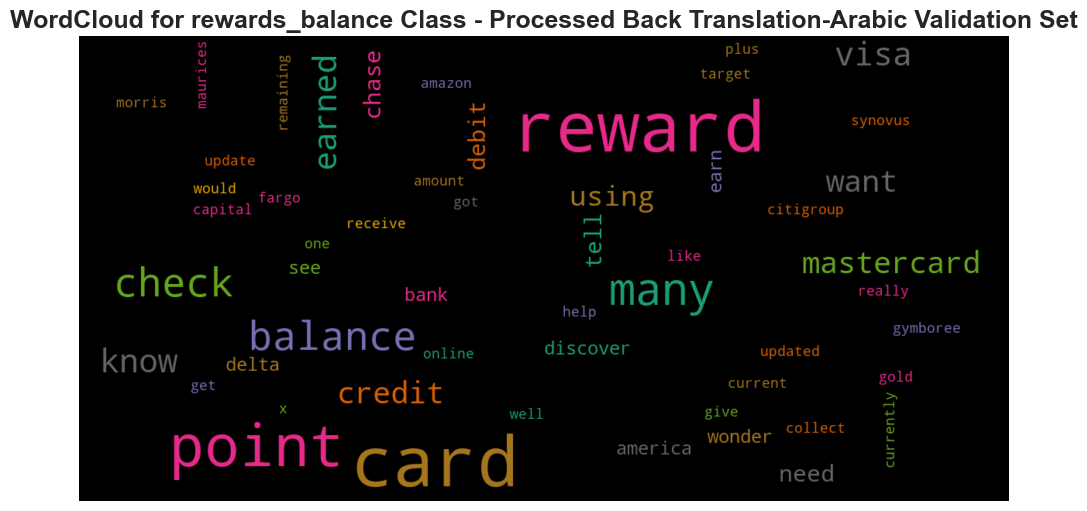 WordCloud for rewards_balance Class - Processed Back Translation-Arabic Validation Set
maurices
remaining
earned
chase
amazon
plus
target
visa
morris
debit
reward
synovus
update
earn
would
amount
want
capital
fargo
got
using
citigroup
receive
tell
one
like
see
check
bank
many
mastercard
really
help
gymboree
balance
know
delta
online
discover
updated
get
credit
current
gold
x
well
give
currently
point
card
america
wonder
collect
need